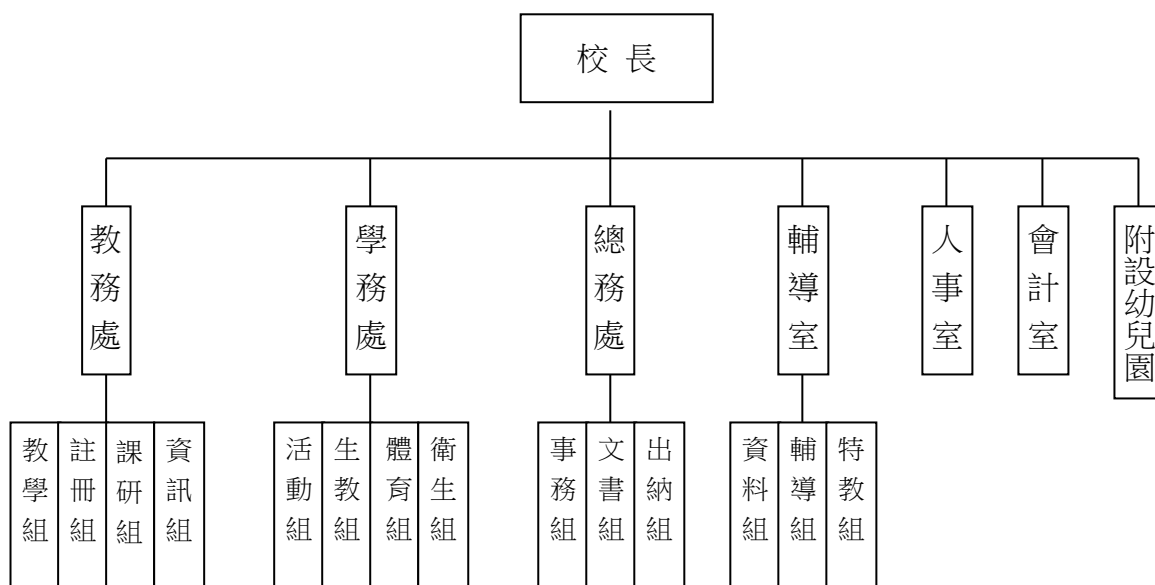 校長
教務處
學務處
總務處
輔導室
人事室
會計室
附設幼兒園
教學組
註冊組
課研組
資訊組
活動組
生教組
體育組
衛生組
事務組
文書組
出納組
資料組
輔導組
特教組